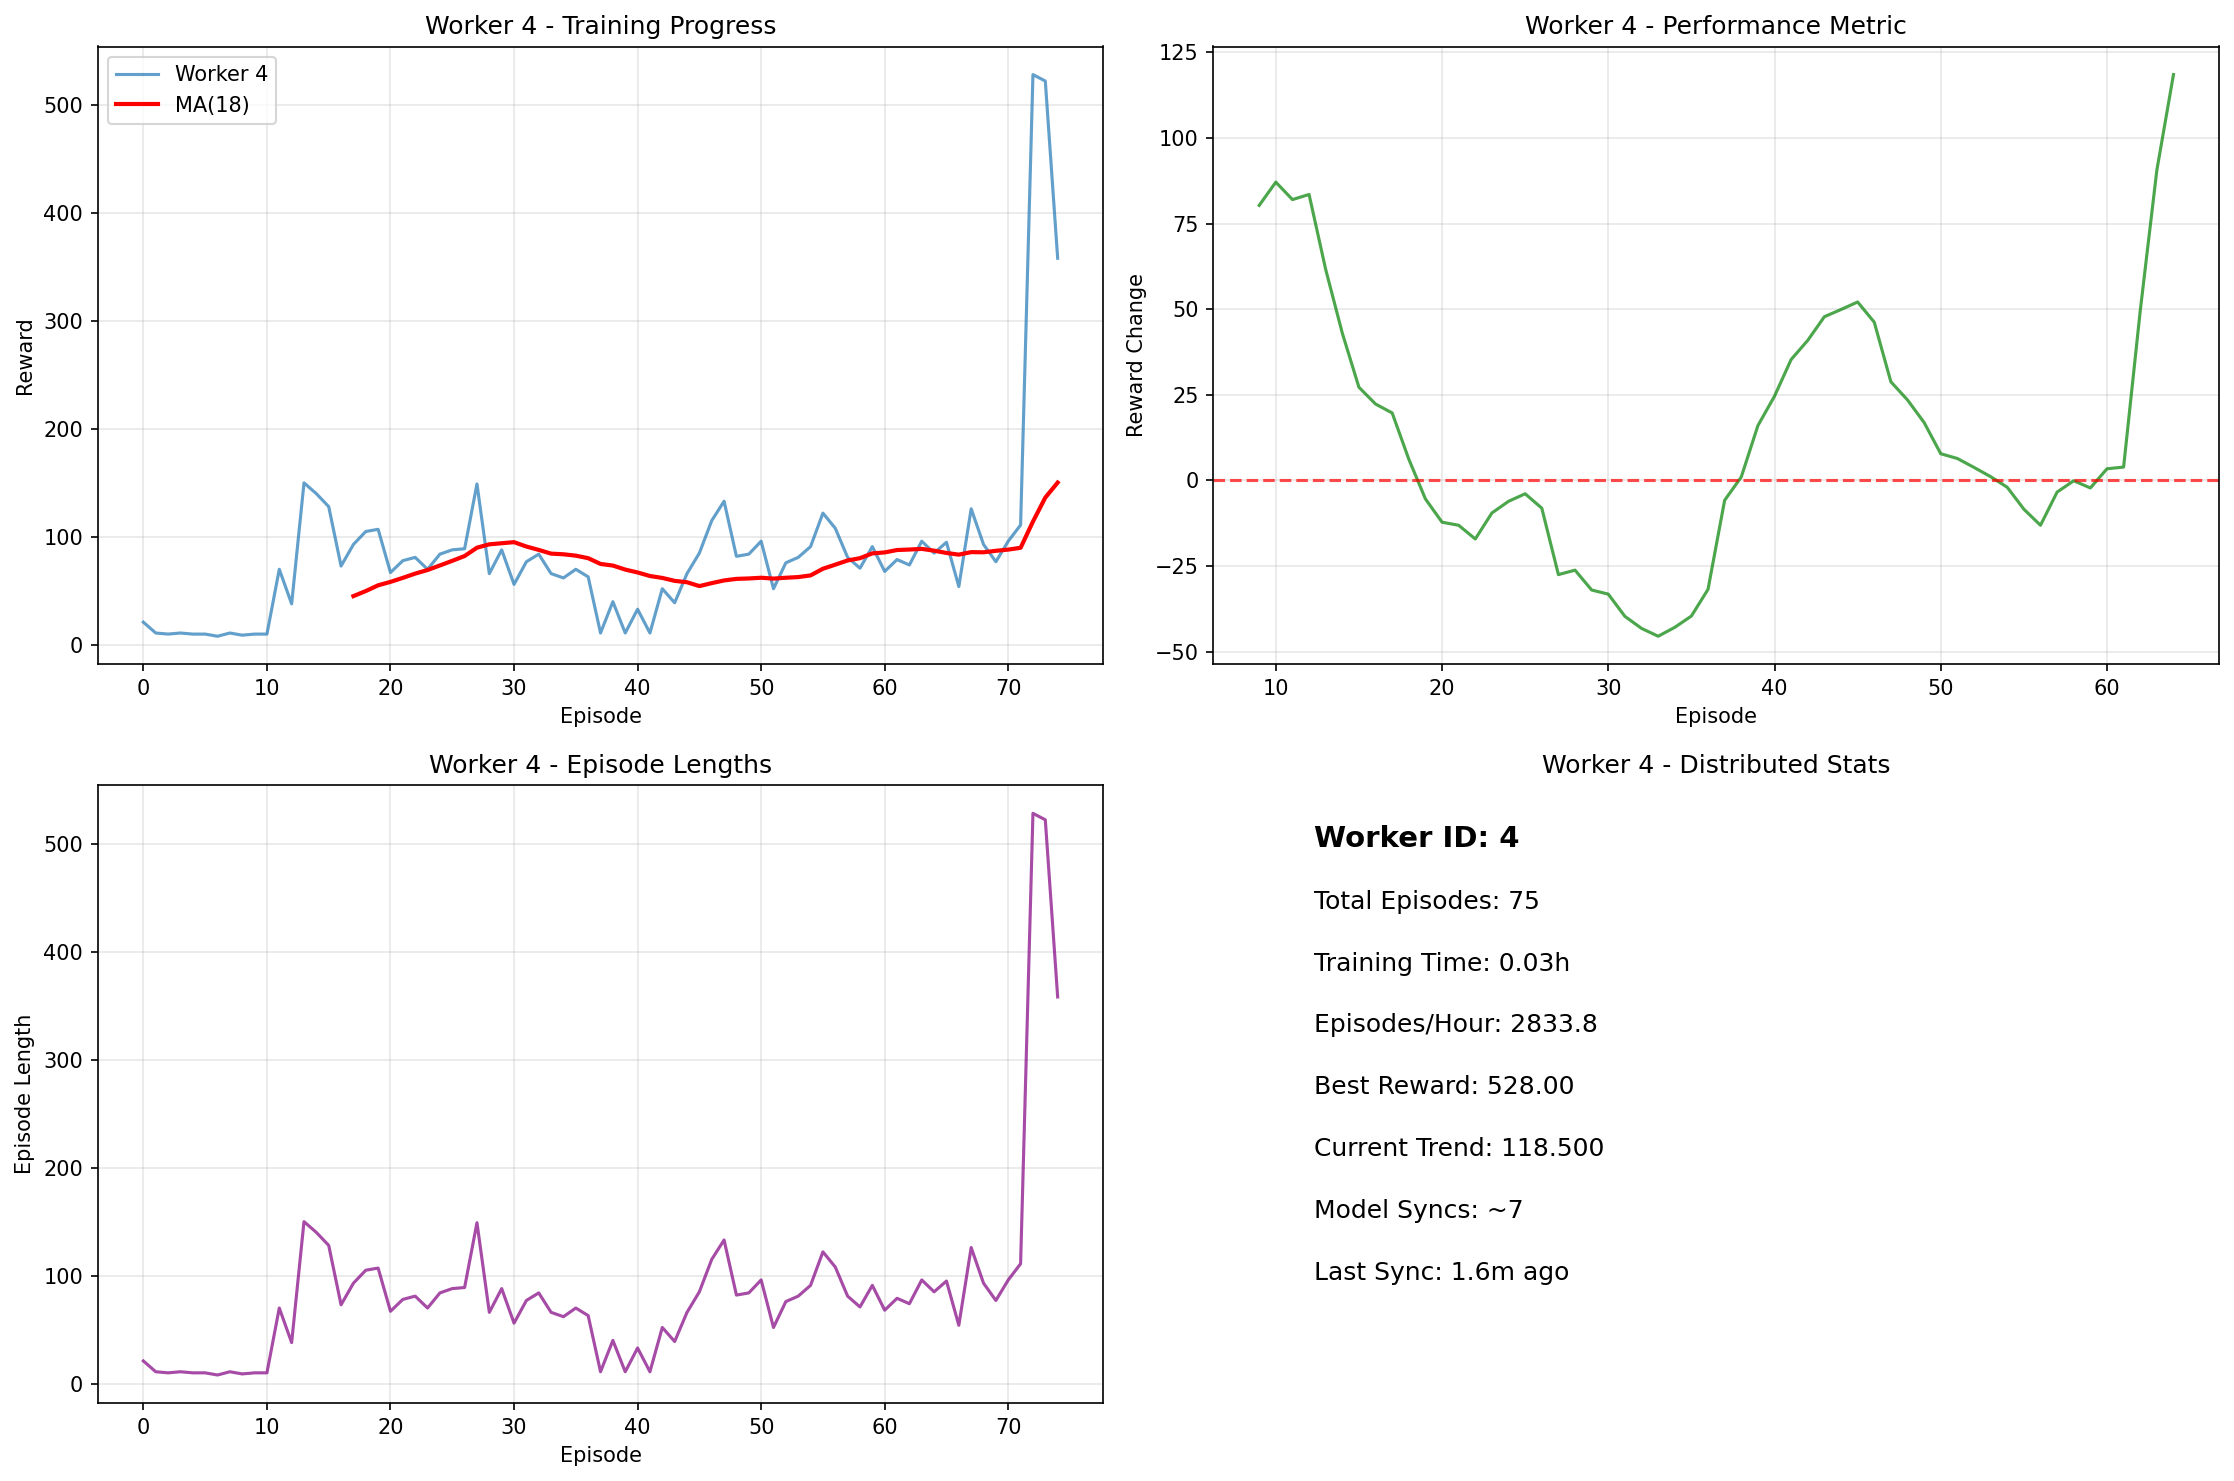 Worker 4 - Training Progress
Worker 4
MA(18)
Reward
500
400
300
200
100
0
0 10 20 30 40 50 60 70
Episode
Worker 4 - Performance Metric
Reward Change
125
100
75
50
25
0
−25
−50
10 20 30 40 50 60
Episode
Worker 4 - Episode Lengths
Episode Length
500
400
300
200
100
0
0 10 20 30 40 50 60 70
Episode
Worker 4 - Distributed Stats
Worker ID: 4
Total Episodes: 75
Training Time: 0.03h
Episodes/Hour: 2833.8
Best Reward: 528.00
Current Trend: 118.500
Model Syncs: ~7
Last Sync: 1.6m ago